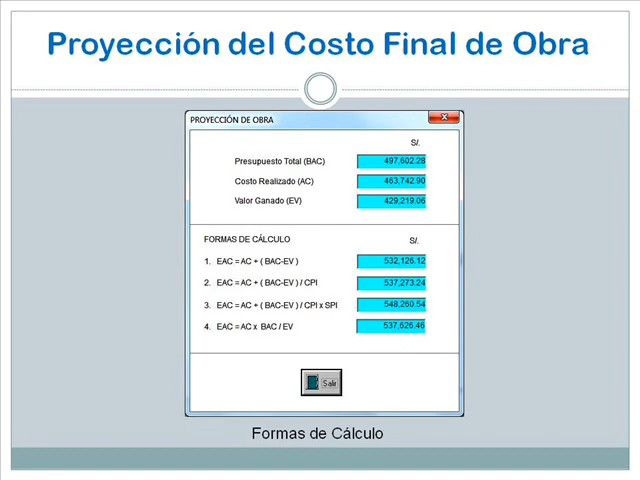 Proyección del Costo Final de Obra
PROYECCIÓN DE OBRA
S/.
Presupuesto Total (BAC) 497,602.28
Costo Realizado (AC) 463,742.90
Valor Ganado (EV) 429,219.06
FORMAS DE CÁLCULO S/.
1. EAC = AC + ( BAC-EV ) 532,126.12
2. EAC = AC + ( BAC-EV ) / CPI 537,273.24
3. EAC = AC + ( BAC-EV ) / CPI x SPI 548,260.54
4. EAC = AC x BAC / EV 537,626.46
Salir
Formas de Cálculo